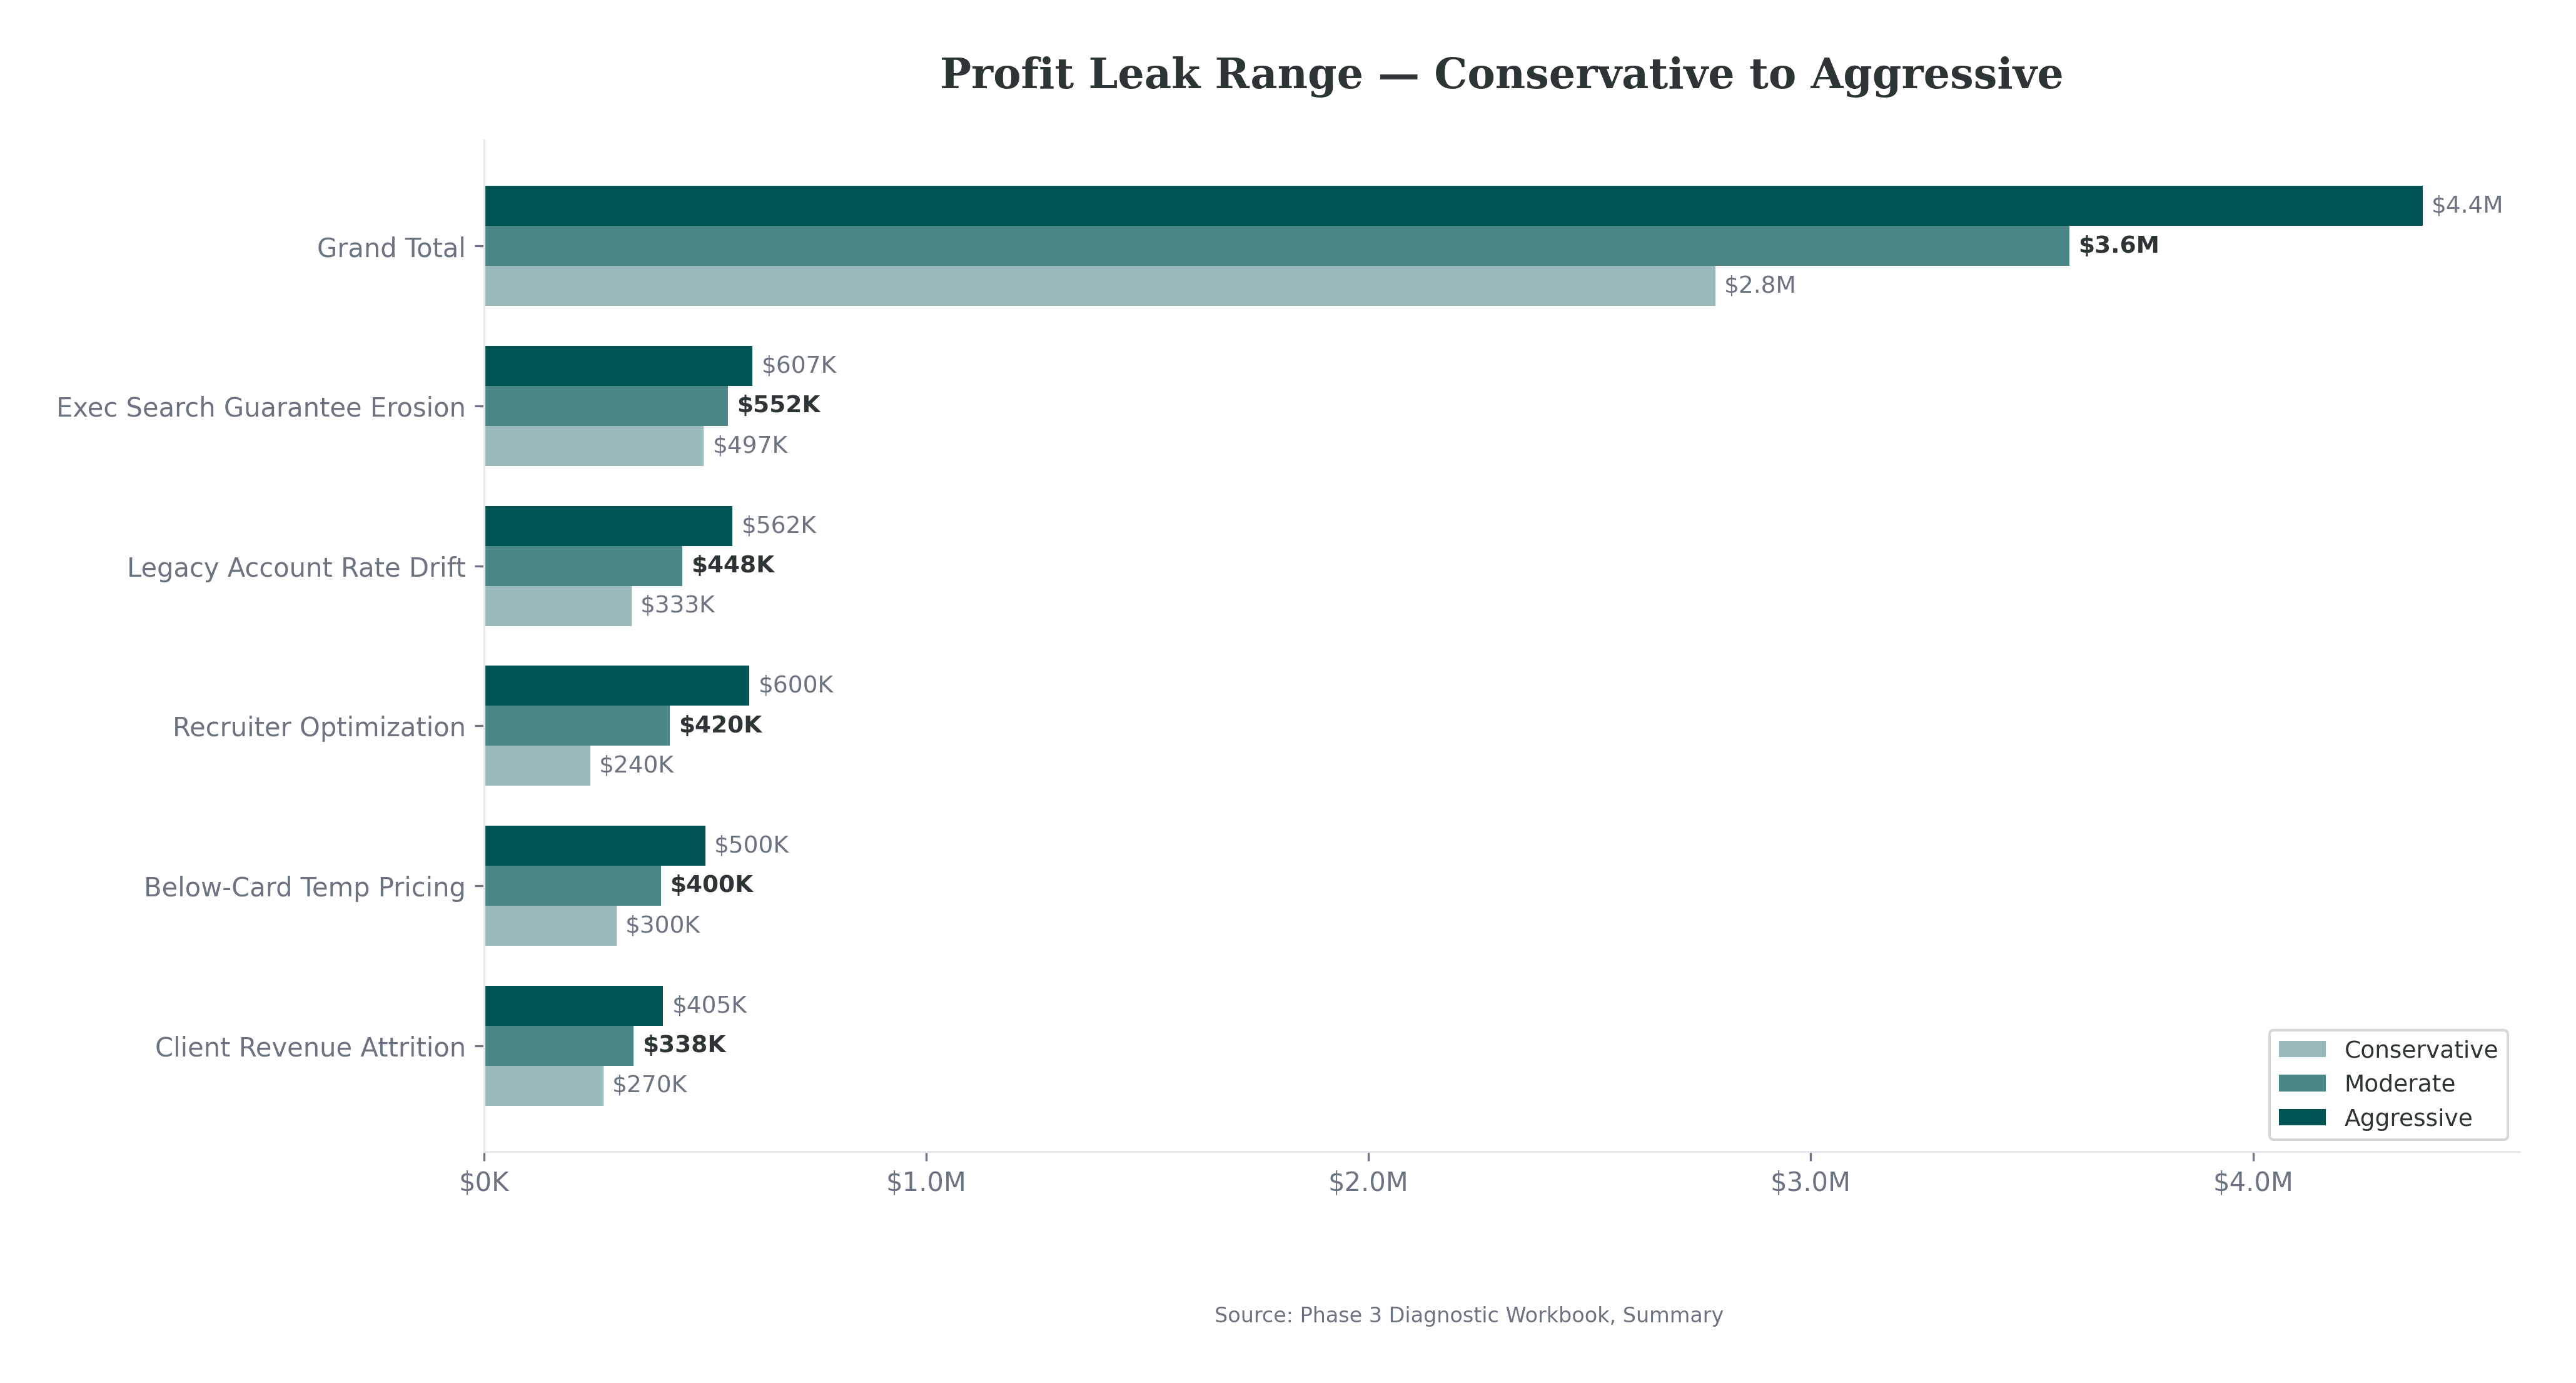 Profit Leak Range — Conservative to Aggressive
Grand Total
$4.4M
$3.6M
$2.8M
Exec Search Guarantee Erosion
$607K
$552K
$497K
Legacy Account Rate Drift
$562K
$448K
$333K
Recruiter Optimization
$600K
$420K
$240K
Below-Card Temp Pricing
$500K
$400K
$300K
Client Revenue Attrition
$405K
$338K
$270K
Conservative
Moderate
Aggressive
$0K $1.0M $2.0M $3.0M $4.0M
Source: Phase 3 Diagnostic Workbook, Summary